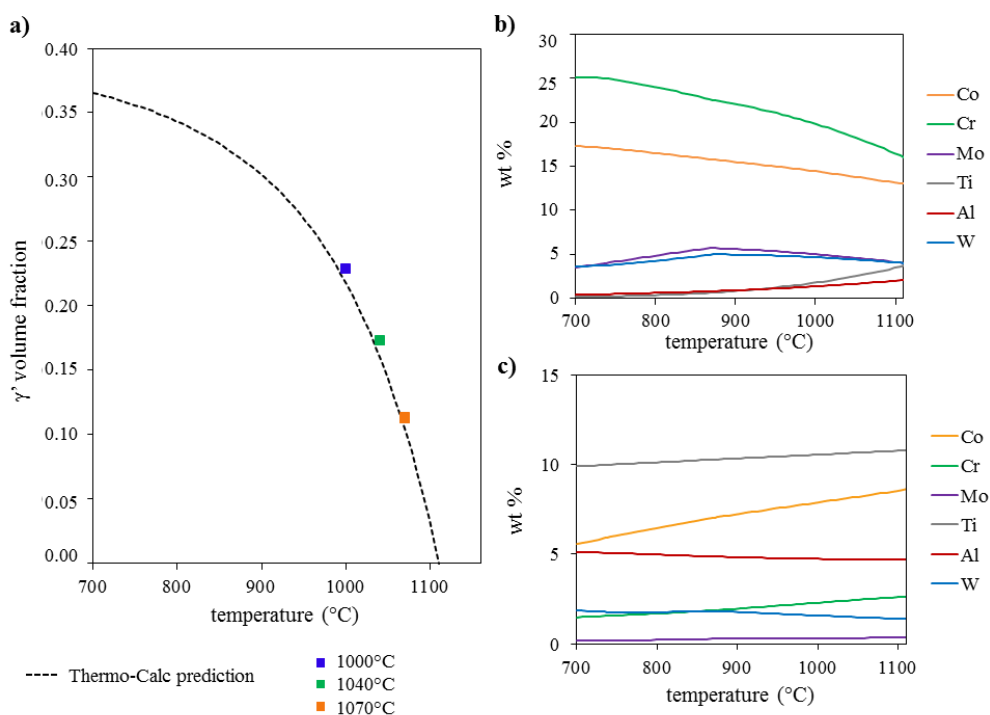 a)
0.40
0.35
0.30
0.25
0.20
0.15
0.10
0.05
0.00
γ' volume fraction
700 800 900 1000 1100
temperature (°C)
Thermo-Calc prediction
1000°C
1040°C
1070°C
b)
30
25
20
15
10
5
0
wt %
700 800 900 1000 1100
temperature (°C)
Co
Cr
Mo
Ti
Al
W
c)
15
10
5
0
wt %
700 800 900 1000 1100
temperature (°C)
Co
Cr
Mo
Ti
Al
W